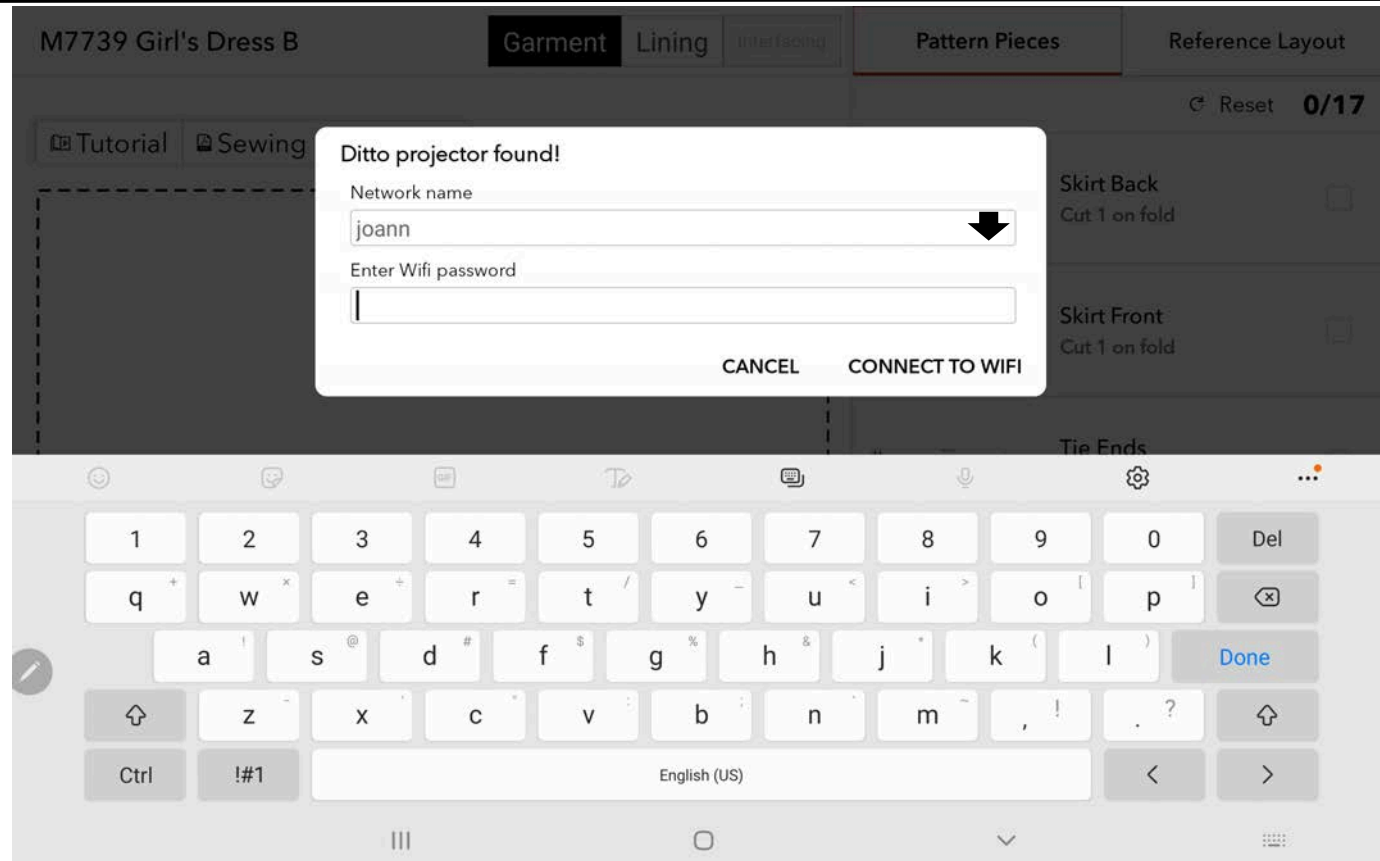 M7739 Girl's Dress B
Garment Lining Interfacing
Pattern Pieces Reference Layout
Reset 0/17
Tutorial Sewing
Ditto projector found!
Network name
joann
Enter Wifi password
CANCEL CONNECT TO WIFI
Skirt Back
Cut 1 on fold
Skirt Front
Cut 1 on fold
Tie Ends
GIF
1 2 3 4 5 6 7 8 9 0 Del
q + w × e ÷ r = t / y _ u < i > o [ p ]
a ! s @ d # f $ g % h & j * k ( l ) Done
z - x ' c " v : b ; n m ~ , ! . ?
Ctrl !#1 English (US) < >